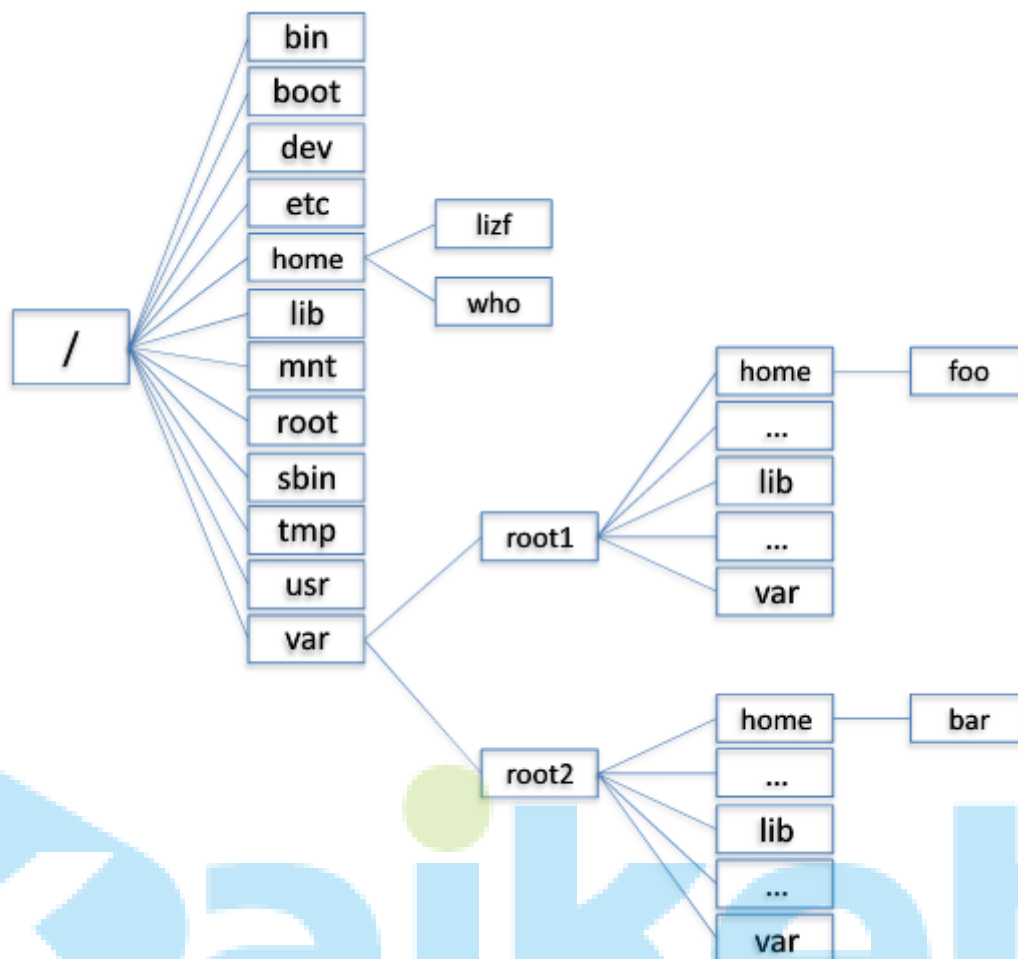 /
bin
boot
dev
etc
home
lib
mnt
root
sbin
tmp
usr
var
lizf
who
root1
root2
home
...
lib
...
var
foo
home
...
lib
...
var
bar